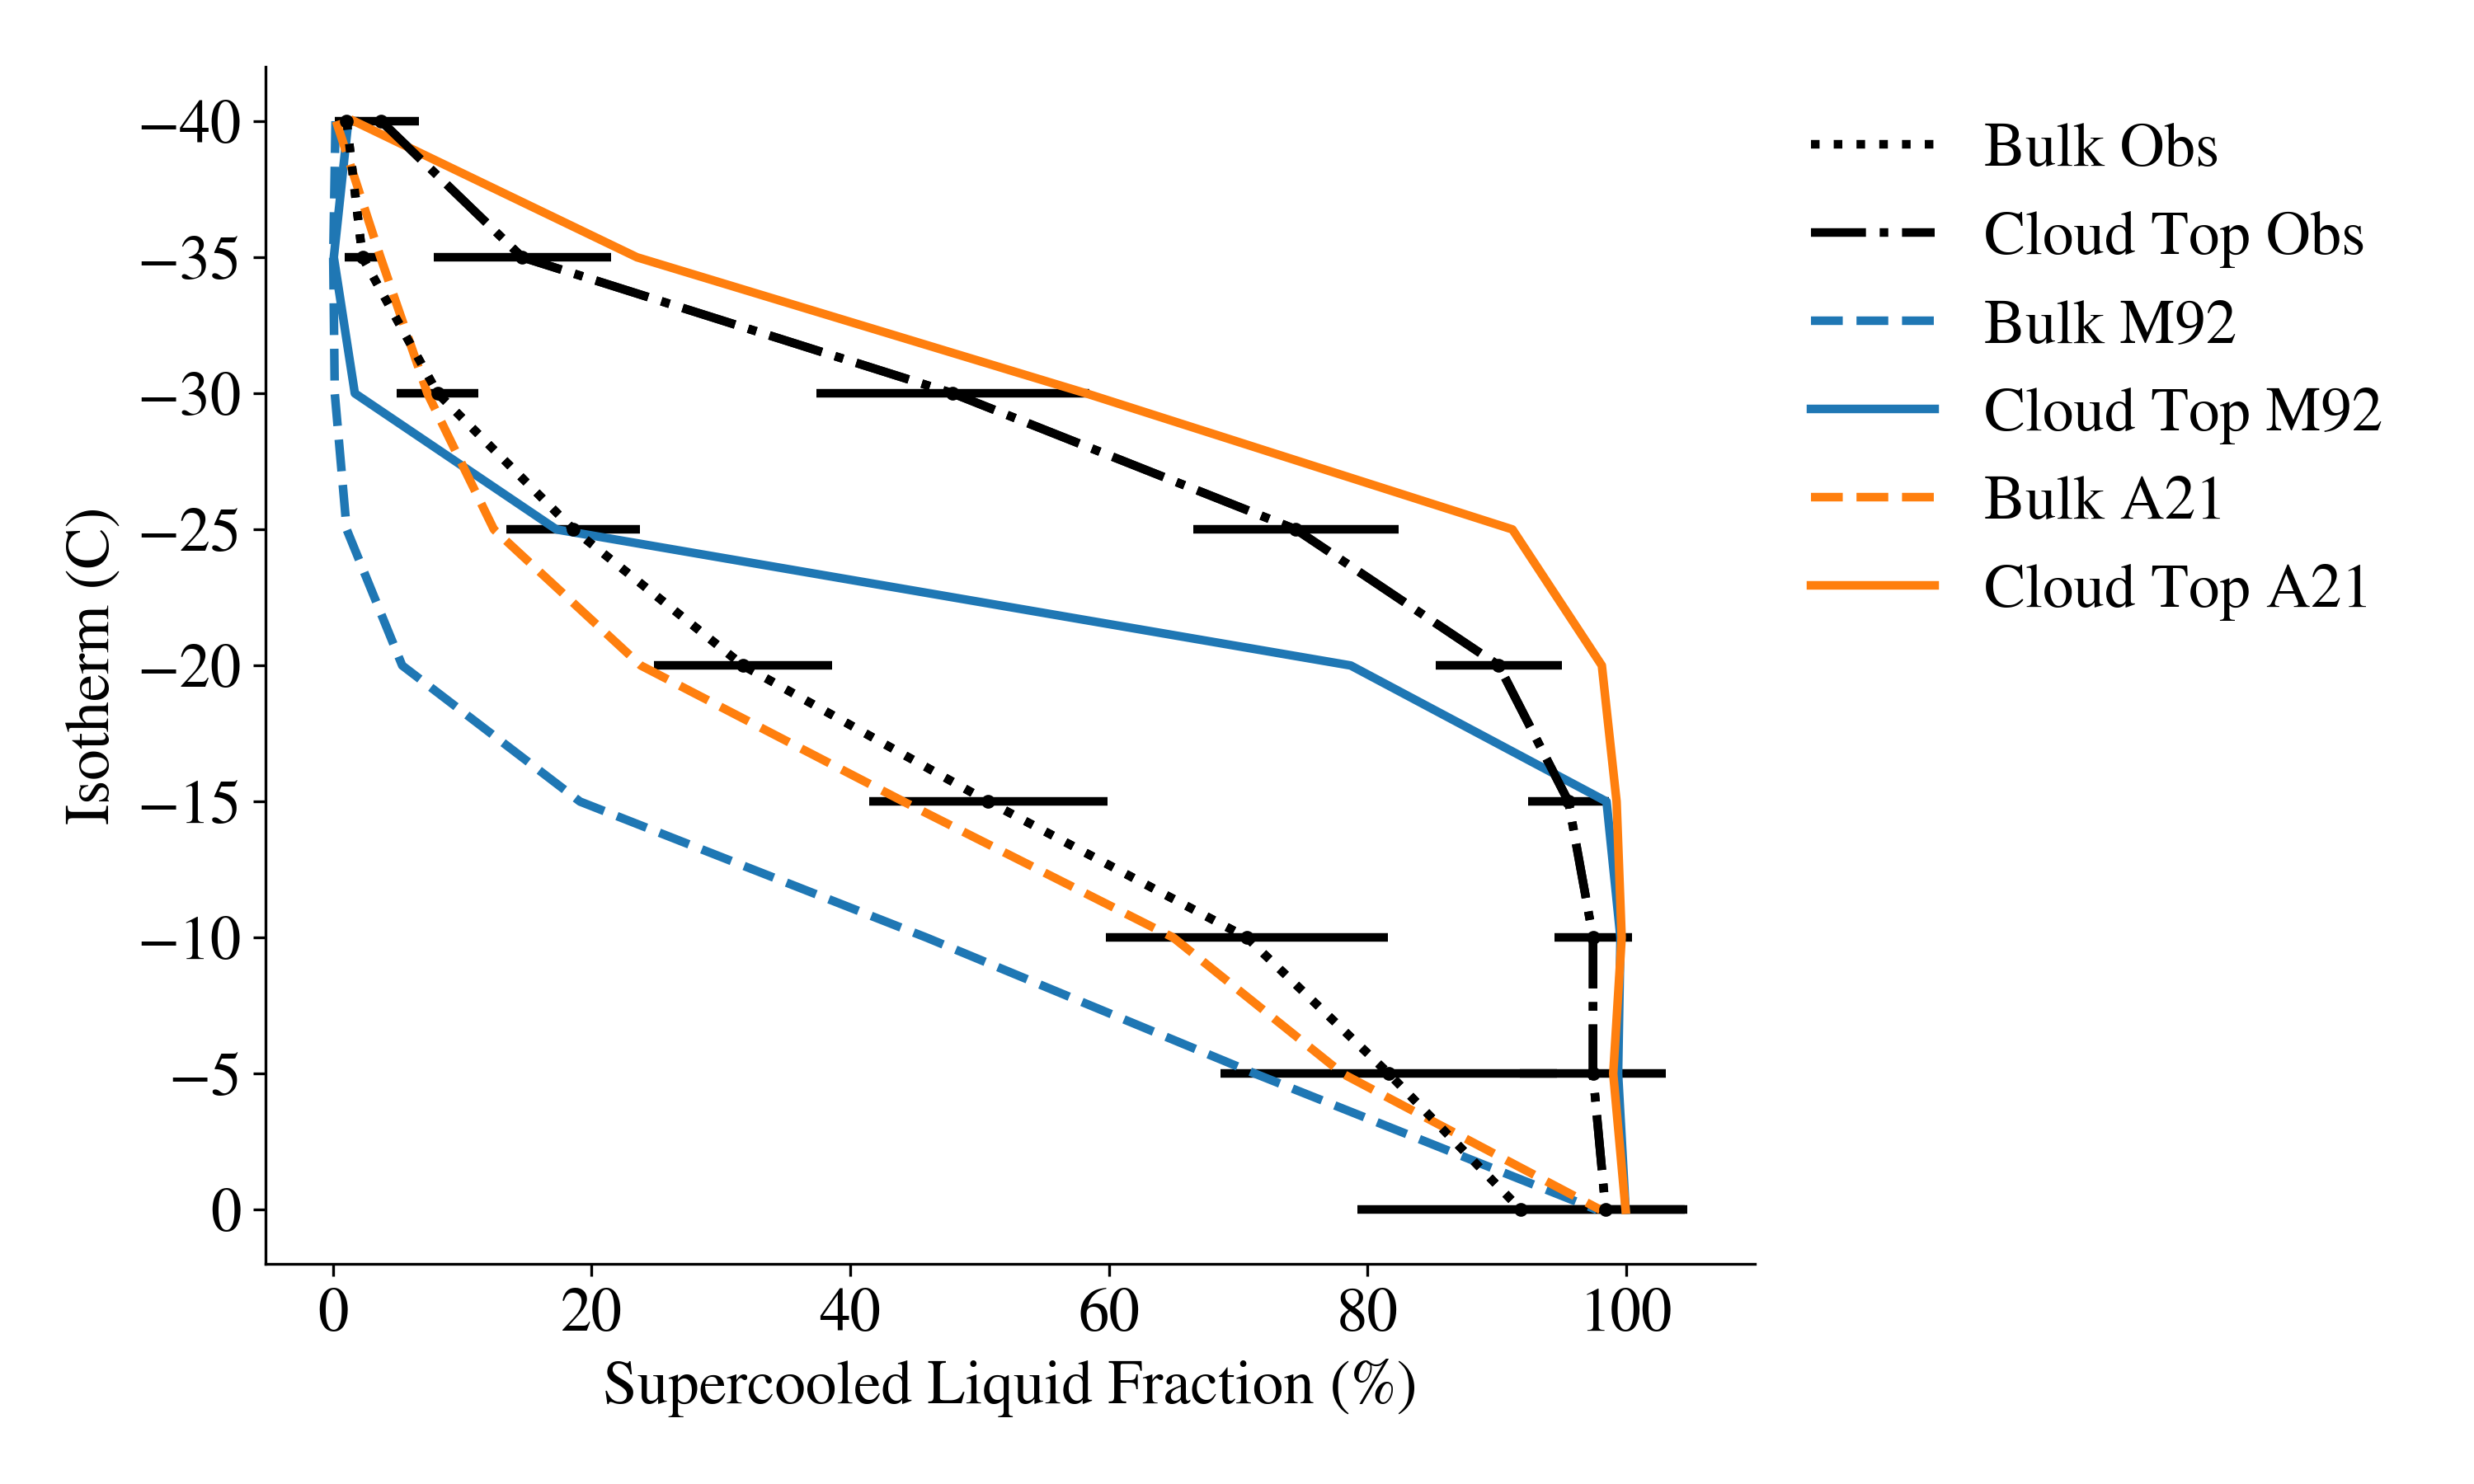 −40
−35
−30
−25
−20
−15
−10
−5
0
Isotherm (C)
0 20 40 60 80 100
Supercooled Liquid Fraction (%)
Bulk Obs
Cloud Top Obs
Bulk M92
Cloud Top M92
Bulk A21
Cloud Top A21